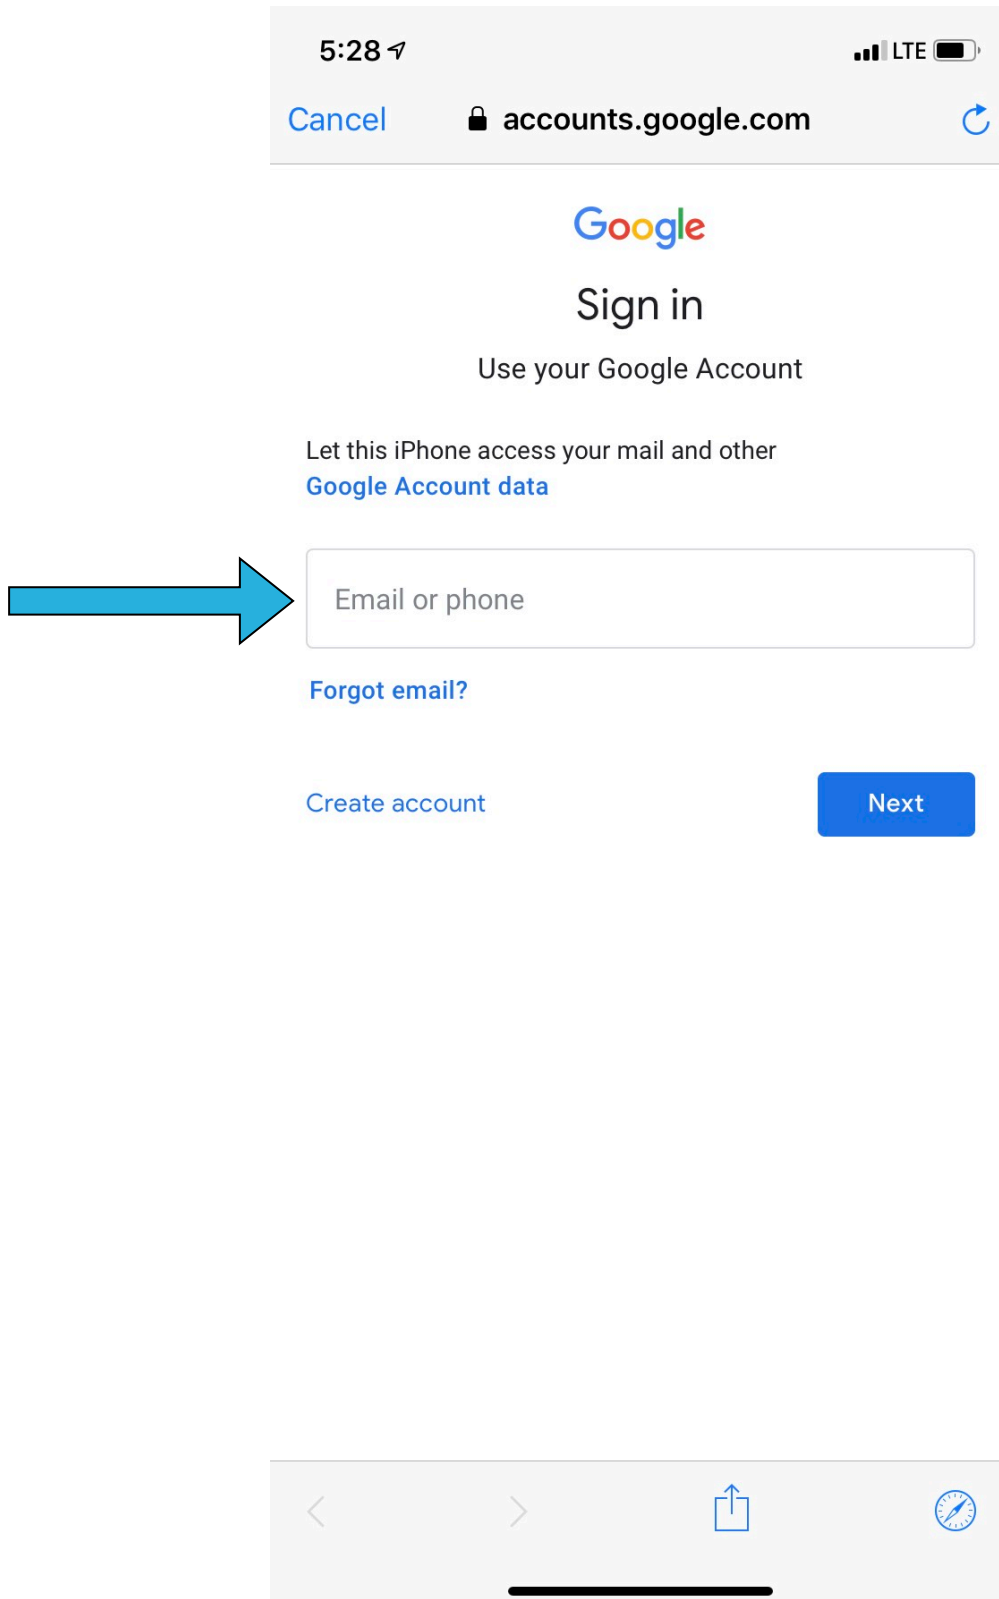 5:28 LTE
Cancel accounts.google.com
Google
Sign in
Use your Google Account
Let this iPhone access your mail and other
Google Account data
Email or phone
Forgot email?
Create account Next